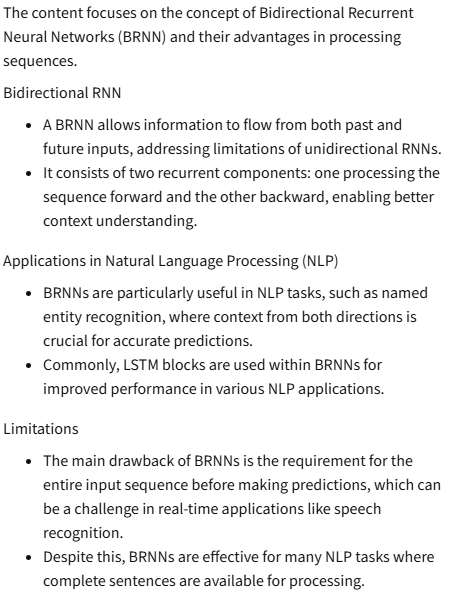 The content focuses on the concept of Bidirectional Recurrent
Neural Networks (BRNN) and their advantages in processing
sequences.
Bidirectional RNN
• A BRNN allows information to flow from both past and
future inputs, addressing limitations of unidirectional RNNs.
• It consists of two recurrent components: one processing the
sequence forward and the other backward, enabling better
context understanding.
Applications in Natural Language Processing (NLP)
• BRNNs are particularly useful in NLP tasks, such as named
entity recognition, where context from both directions is
crucial for accurate predictions.
• Commonly, LSTM blocks are used within BRNNs for
improved performance in various NLP applications.
Limitations
• The main drawback of BRNNs is the requirement for the
entire input sequence before making predictions, which can
be a challenge in real-time applications like speech
recognition.
• Despite this, BRNNs are effective for many NLP tasks where
complete sentences are available for processing.